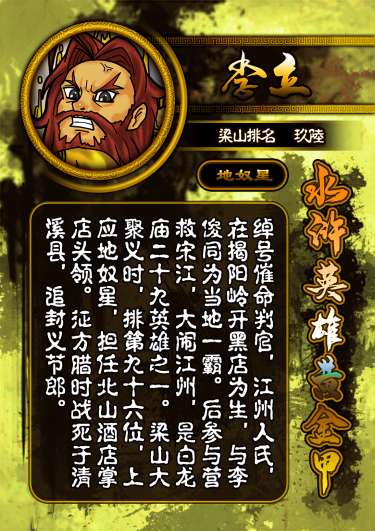 李立
梁山排名 玖陸
地奴星
水浒英雄黄金甲
绰号催命判官，江州人氏，
在揭阳岭开黑店为生，与李
俊同为当地一霸。后参与营
救宋江，大闹江州，是白龙
庙二十九英雄之一。梁山大
聚义时，排第九十六位，上
应地奴星，担任北山酒店掌
店头领。征方腊时战死于清
溪县，追封义节郎。